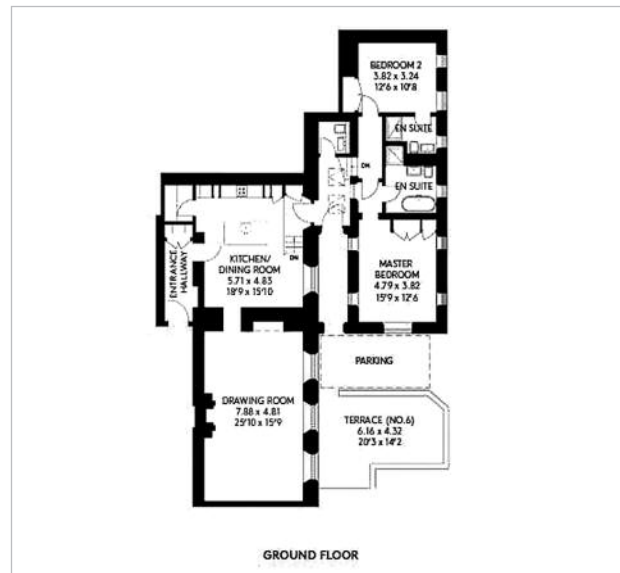 BEDROOM 2
3.82 x 3.24
12'6 x 10'8
EN SUITE
DN
EN SUITE
KITCHEN/
DINING ROOM
5.71 x 4.83
18'9 x 15'10
DN
ENTRANCE
HALLWAY
MASTER
BEDROOM
4.79 x 3.82
15'9 x 12'6
PARKING
DRAWING ROOM
7.88 x 4.81
25'10 x 15'9
TERRACE (NO.6)
6.16 x 4.32
20'3 x 14'2
GROUND FLOOR